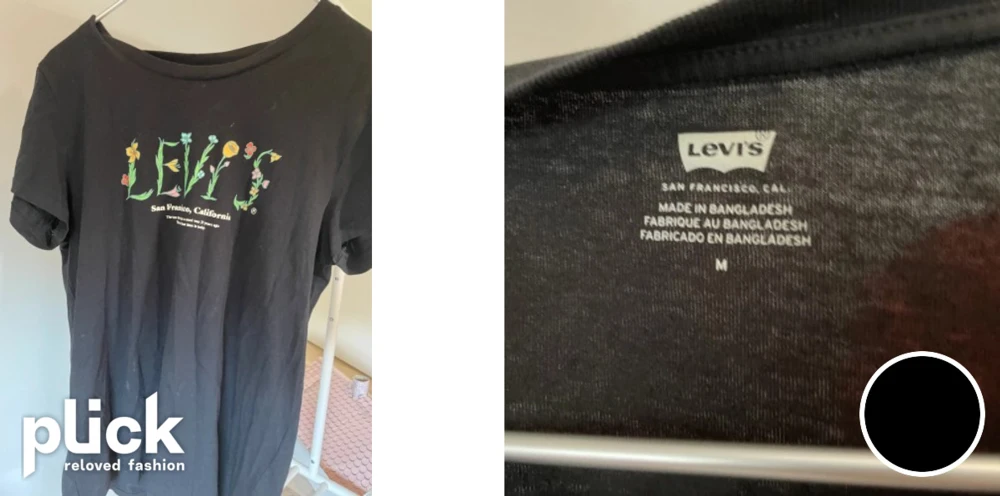 LEVI'S
San Francisco, California
plick
reloved fashion
Levi's
SAN FRANCISCO, CAL.
MADE IN BANGLADESH
FABRIQUE AU BANGLADESH
FABRICADO EN BANGLADESH
M